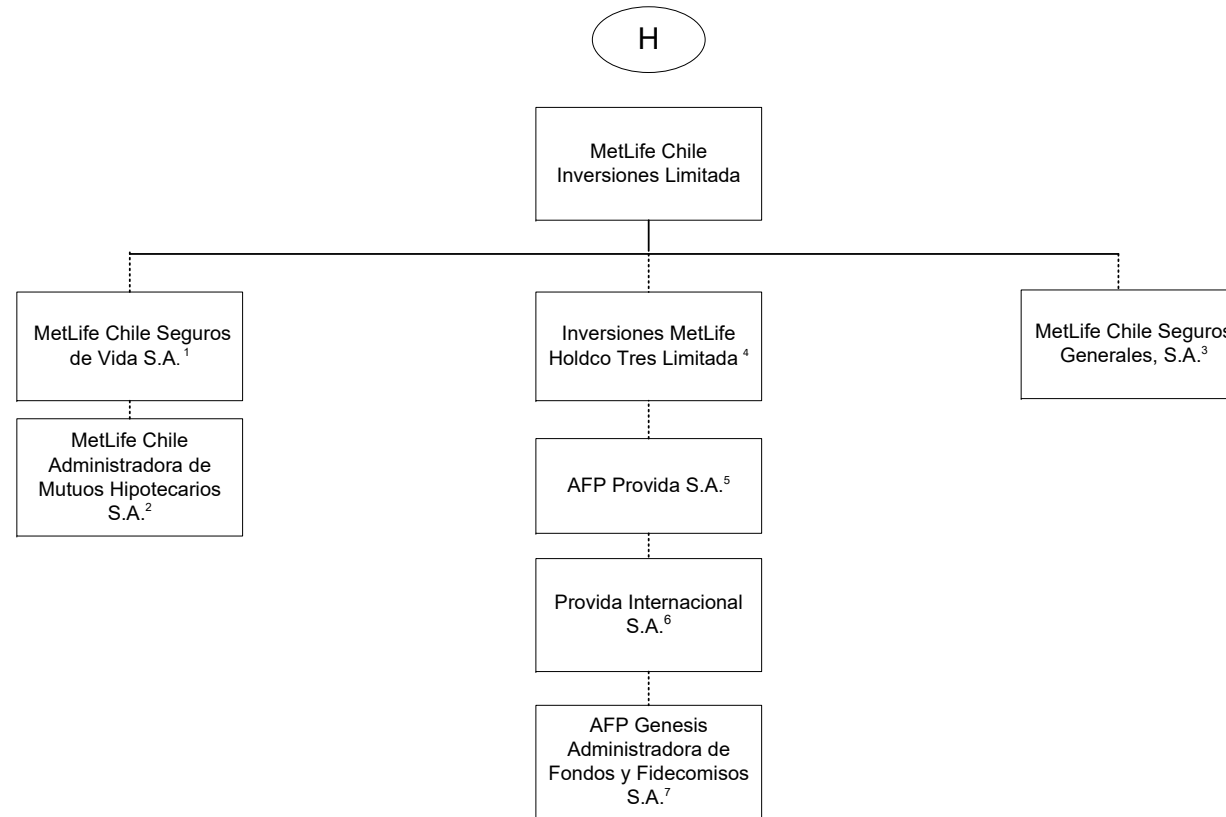 H
MetLife Chile
Inversiones Limitada
MetLife Chile Seguros
de Vida S.A. ¹
Inversiones MetLife
Holdco Tres Limitada ⁴
MetLife Chile Seguros
Generales, S.A.³
MetLife Chile
Administradora de
Mutuos Hipotecarios
S.A.²
AFP Provida S.A.⁵
Provida Internacional
S.A.⁶
AFP Genesis
Administradora de
Fondos y Fidecomisos
S.A.⁷